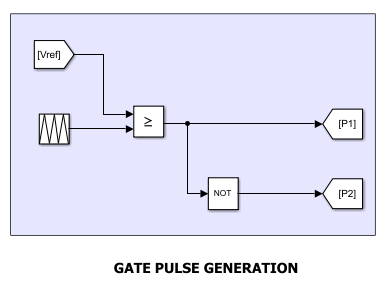 [Vref]
≥
[P1]
NOT
[P2]
GATE PULSE GENERATION